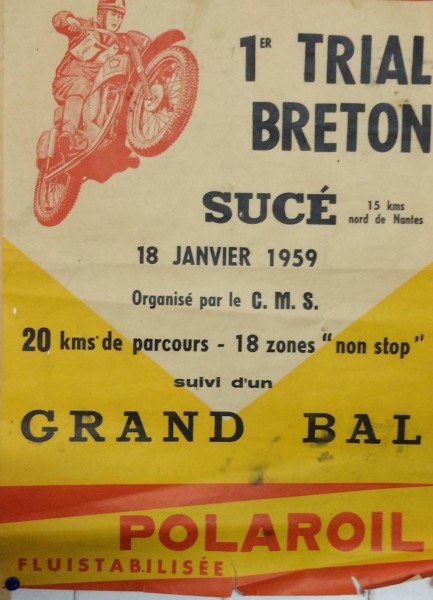 1ER TRIAL
BRETON
SUCÉ 15 kms
nord de Nantes
18 JANVIER 1959
Organisé par le C. M. S.
20 kms de parcours - 18 zones "non stop"
suivi d'un
GRAND BAL
POLAROIL
FLUISTABILISÉE